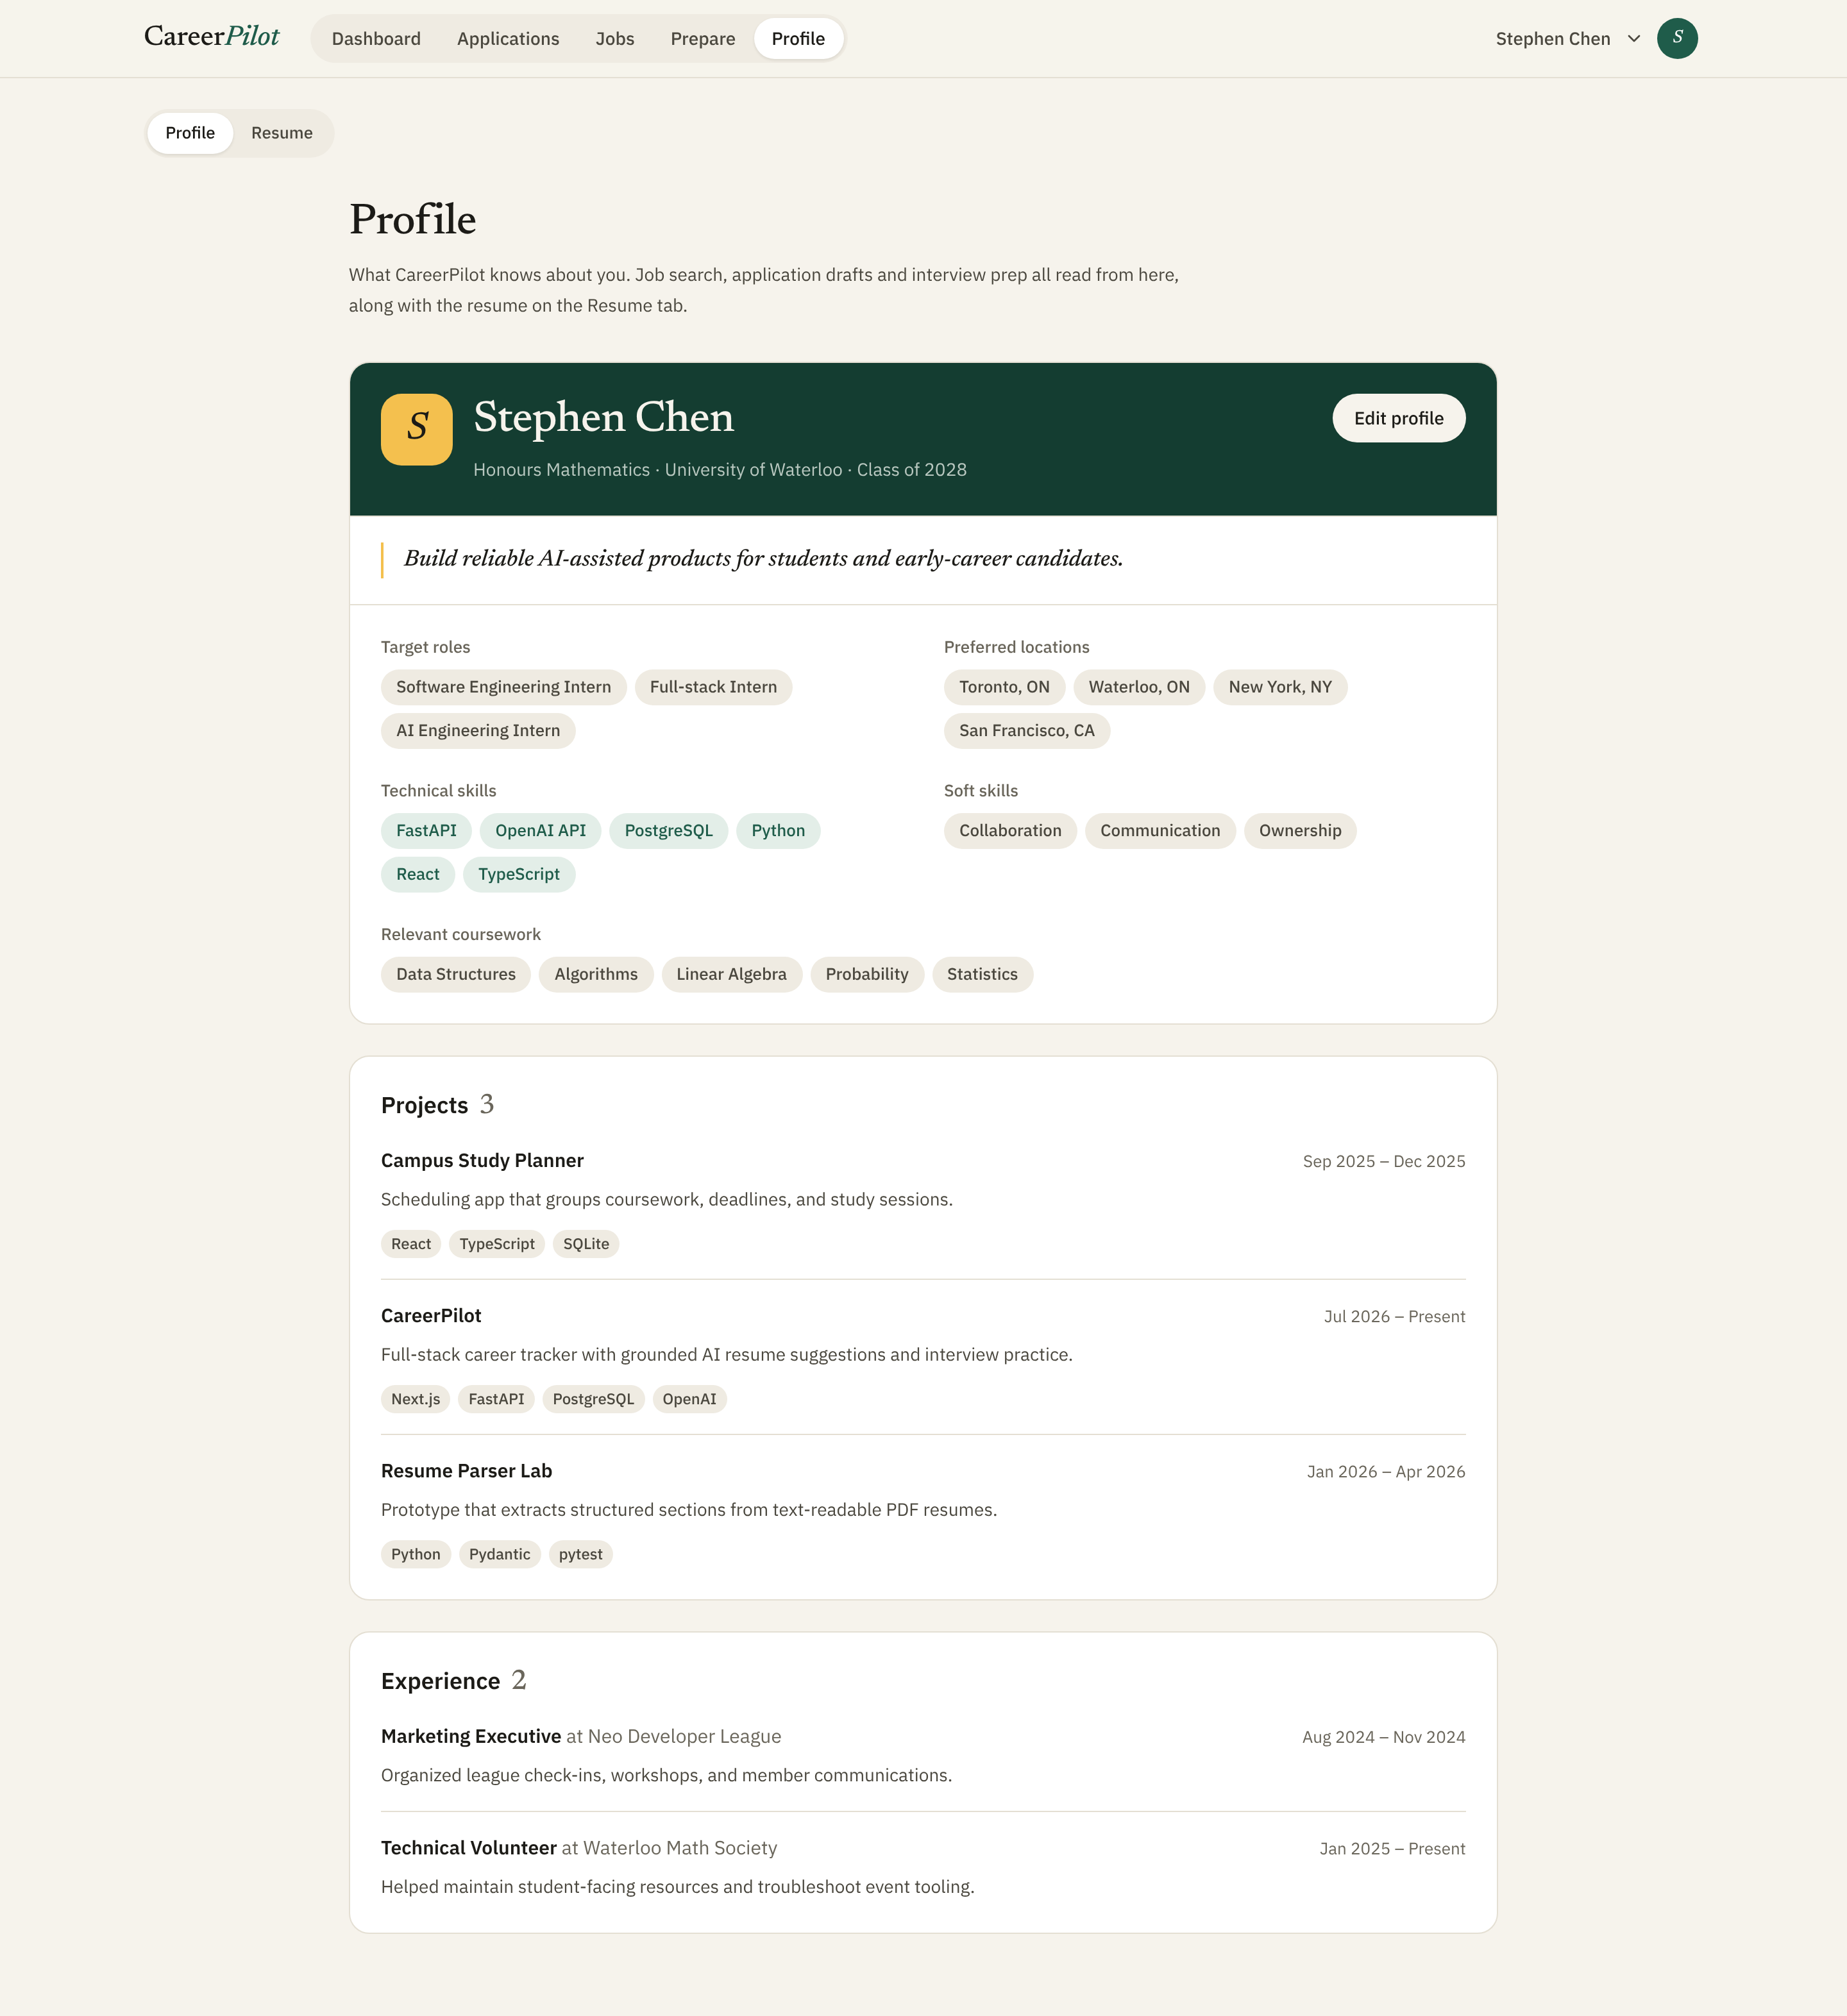 CareerPilot
Dashboard
Applications
Jobs
Prepare
Profile
Stephen Chen
S
Profile
Resume
Profile
What CareerPilot knows about you. Job search, application drafts and interview prep all read from here,
along with the resume on the Resume tab.
S
Stephen Chen
Edit profile
Honours Mathematics · University of Waterloo · Class of 2028
Build reliable AI-assisted products for students and early-career candidates.
Target roles
Software Engineering Intern
Full-stack Intern
AI Engineering Intern
Preferred locations
Toronto, ON
Waterloo, ON
New York, NY
San Francisco, CA
Technical skills
FastAPI
OpenAI API
PostgreSQL
Python
React
TypeScript
Soft skills
Collaboration
Communication
Ownership
Relevant coursework
Data Structures
Algorithms
Linear Algebra
Probability
Statistics
Projects 3
Campus Study Planner
Sep 2025 – Dec 2025
Scheduling app that groups coursework, deadlines, and study sessions.
React
TypeScript
SQLite
CareerPilot
Jul 2026 – Present
Full-stack career tracker with grounded AI resume suggestions and interview practice.
Next.js
FastAPI
PostgreSQL
OpenAI
Resume Parser Lab
Jan 2026 – Apr 2026
Prototype that extracts structured sections from text-readable PDF resumes.
Python
Pydantic
pytest
Experience 2
Marketing Executive at Neo Developer League
Aug 2024 – Nov 2024
Organized league check-ins, workshops, and member communications.
Technical Volunteer at Waterloo Math Society
Jan 2025 – Present
Helped maintain student-facing resources and troubleshoot event tooling.